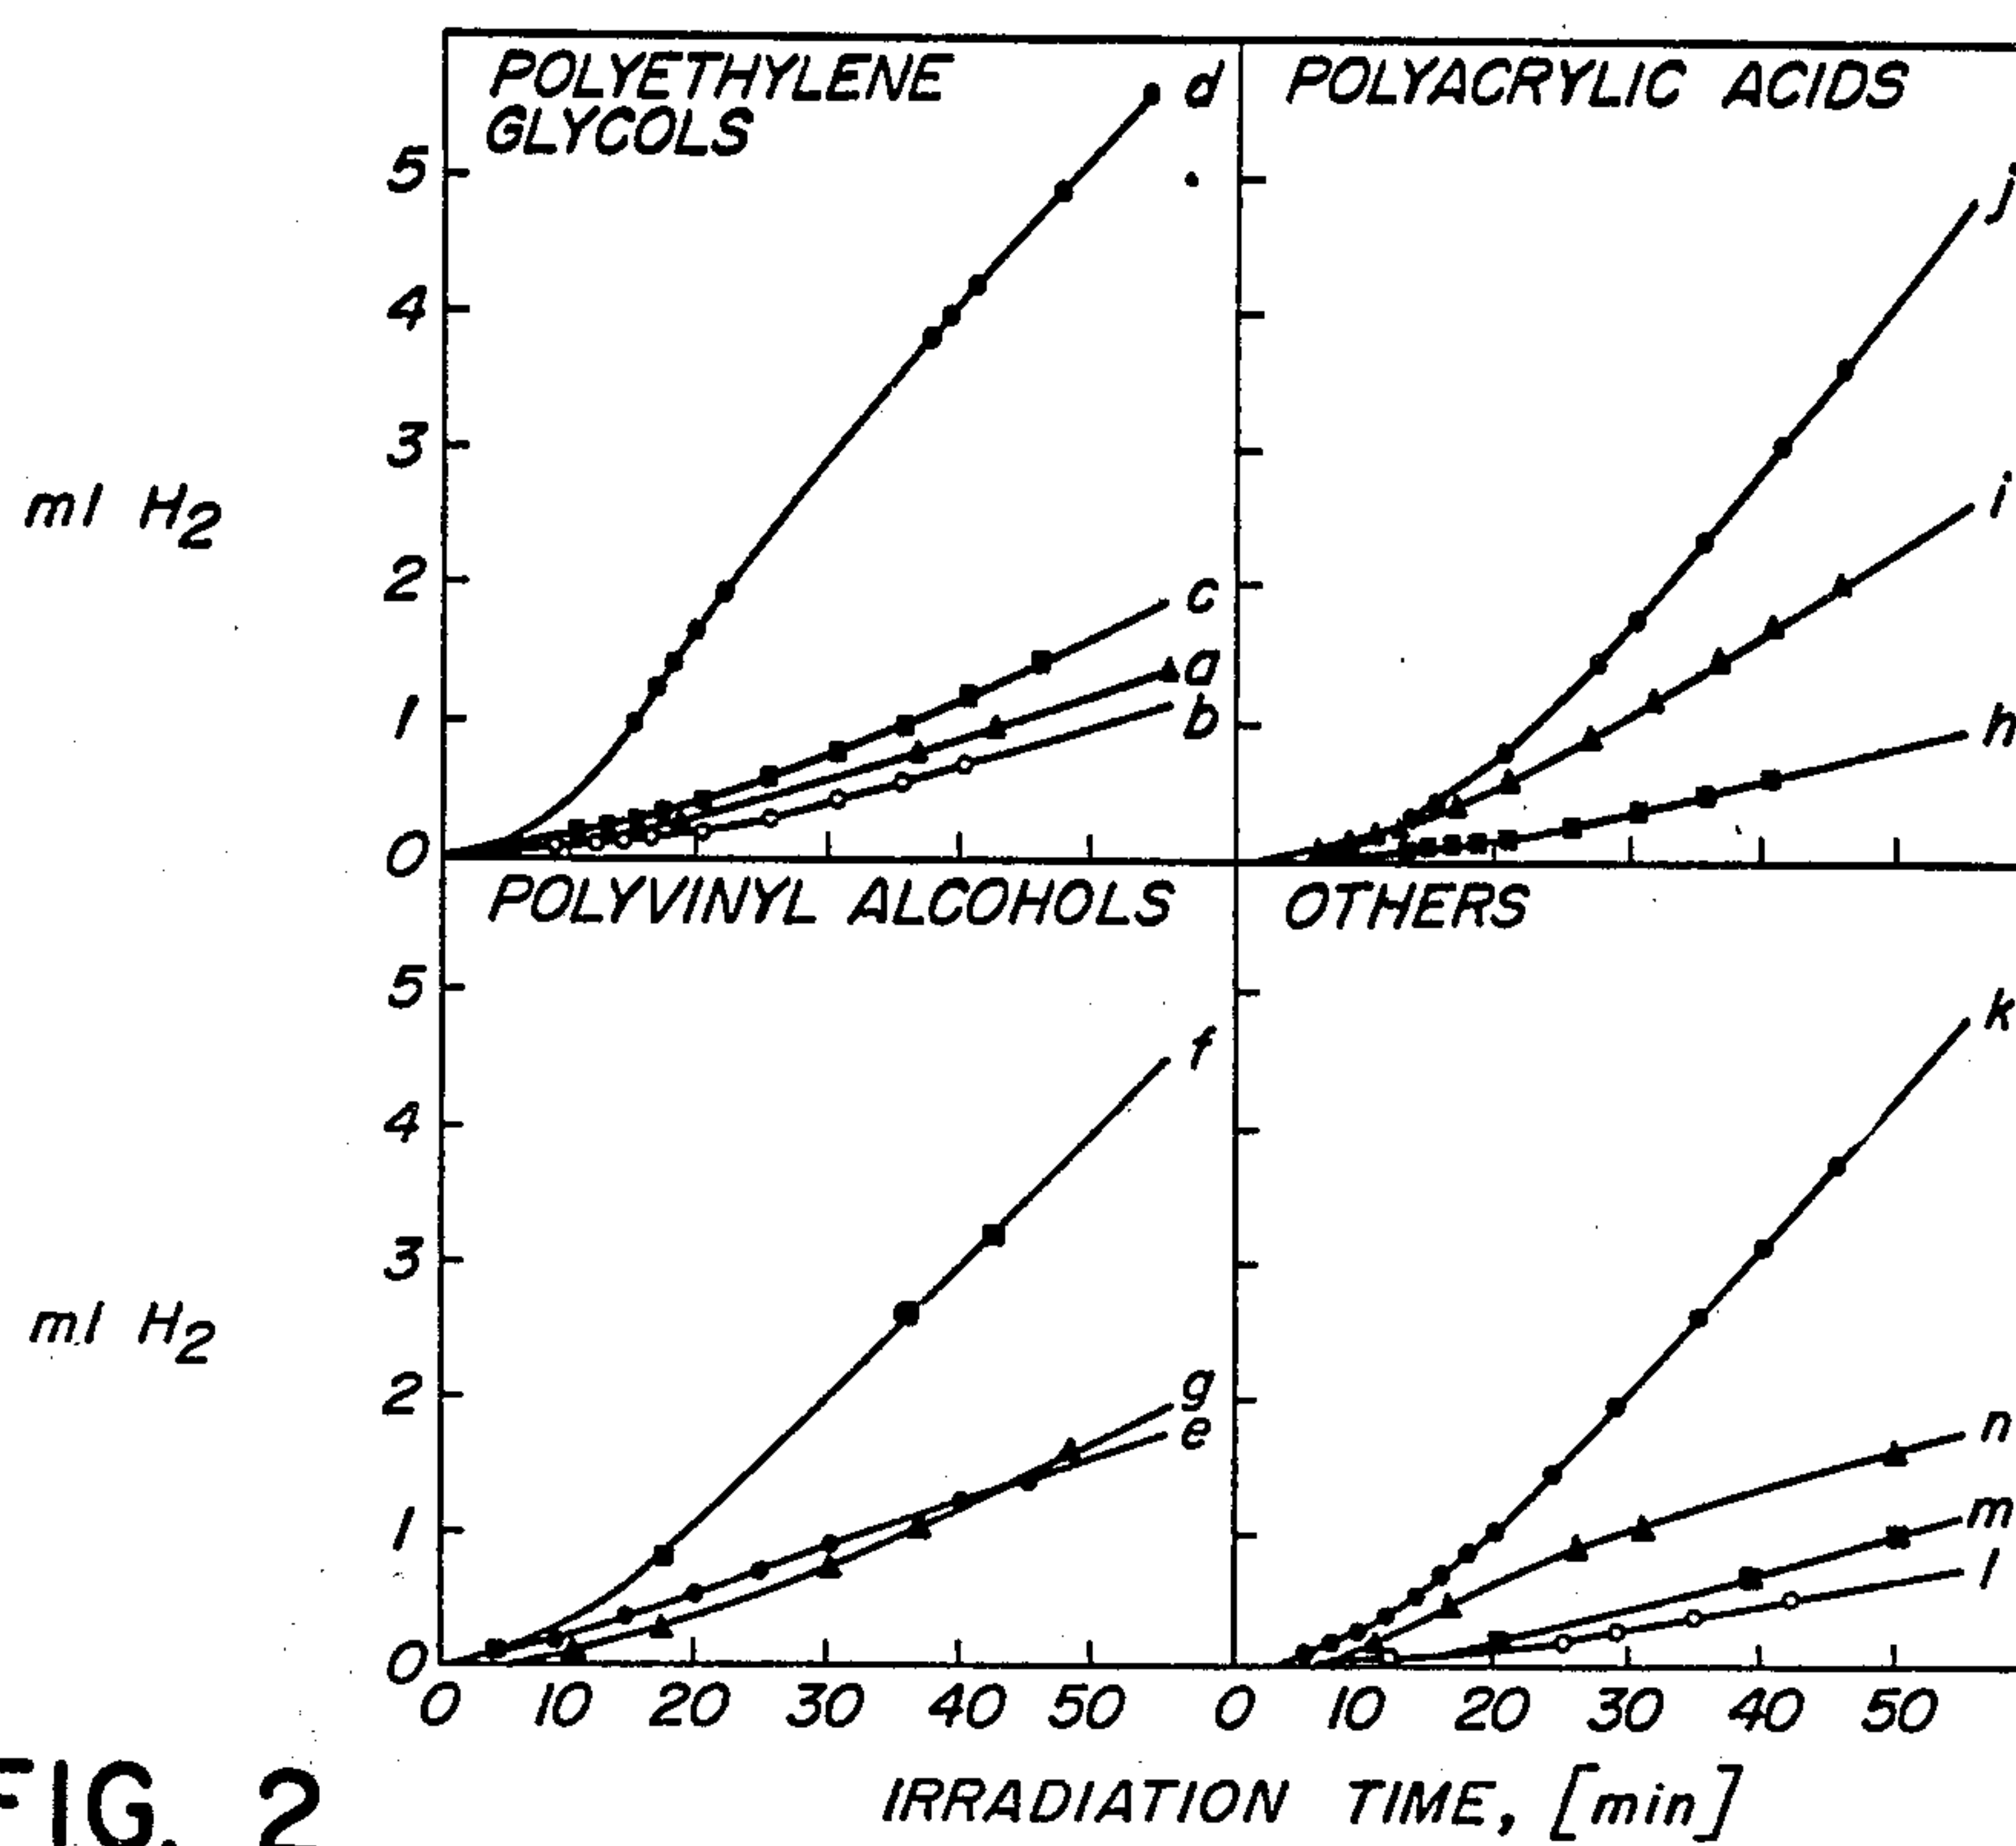 POLYETHYLENE
GLYCOLS
d
5
4
3
2
1
0
ml H2
c
a
b
POLYACRYLIC ACIDS
j
i
h
POLYVINYL ALCOHOLS
5
4
3
2
1
0
ml H2
f
g
e
OTHERS
k
n
m
l
0 10 20 30 40 50 0 10 20 30 40 50
IRRADIATION TIME, [min]
FIG. 2